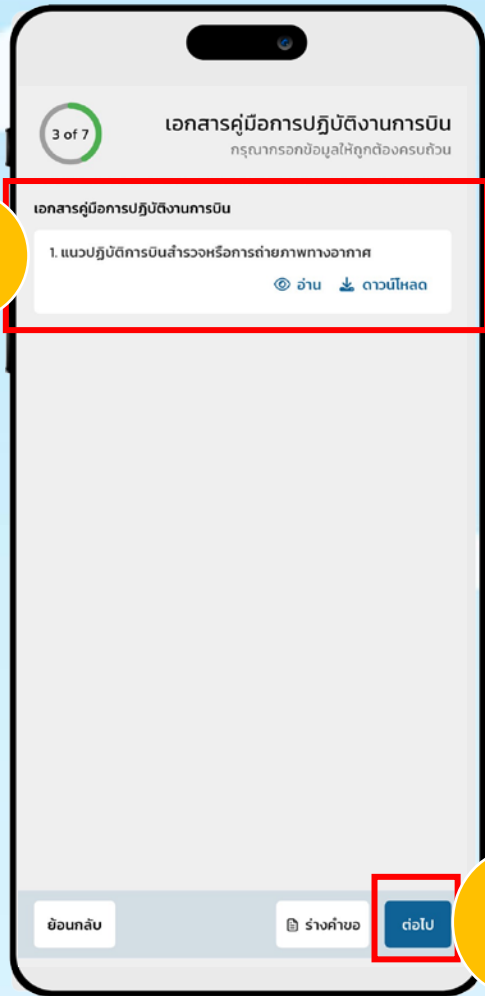 3 of 7
เอกสารคู่มือการปฏิบัติงานการบิน
กรุณากรอกข้อมูลให้ถูกต้องครบถ้วน
เอกสารคู่มือการปฏิบัติงานการบิน
1. แนวปฏิบัติการบินสำรวจหรือการถ่ายภาพทางอากาศ
อ่าน ดาวน์โหลด
ย้อนกลับ ร่างคำขอ ต่อไป